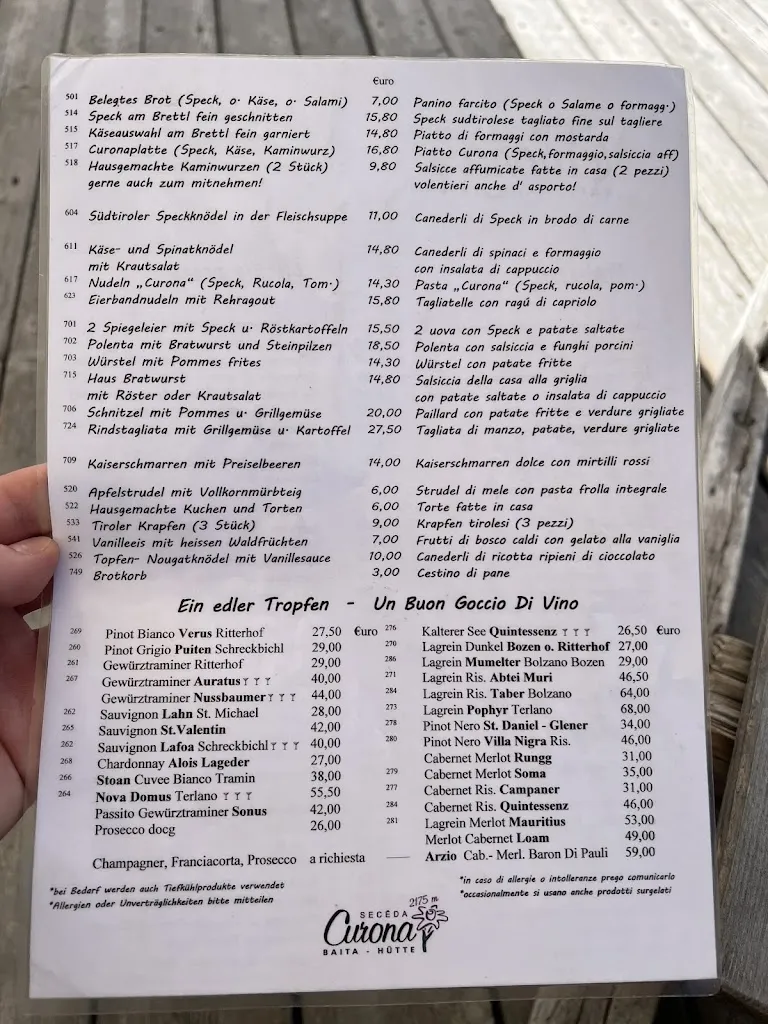 €uro
501 Belegtes Brot (Speck, o. Käse, o. Salami) 7,00 Panino farcito (Speck o Salame o formagg.)
514 Speck am Brettl fein geschnitten 15,80 Speck sudtirolese tagliato fine sul tagliere
515 Käseauswahl am Brettl fein garniert 14,80 Piatto di formaggi con mostarda
517 Curonaplatte (Speck, Käse, Kaminwurz) 16,80 Piatto Curona (Speck,formaggio,salsiccia aff)
518 Hausgemachte Kaminwurzen (2 Stück) 9,80 Salsicce affumicate fatte in casa (2 pezzi)
gerne auch zum mitnehmen! volentieri anche d' asporto!
604 Südtiroler Speckknödel in der Fleischsuppe 11,00 Canederli di Speck in brodo di carne
611 Käse- und Spinatknödel 14,80 Canederli di spinaci e formaggio
mit Krautsalat con insalata di cappuccio
617 Nudeln „Curona“ (Speck, Rucola, Tom.) 14,30 Pasta „Curona“ (Speck, rucola, pom.)
623 Eierbandnudeln mit Rehragout 15,80 Tagliatelle con ragú di capriolo
701 2 Spiegeleier mit Speck u. Röstkartoffeln 15,50 2 uova con Speck e patate saltate
702 Polenta mit Bratwurst und Steinpilzen 18,50 Polenta con salsiccia e funghi porcini
703 Würstel mit Pommes frites 14,30 Würstel con patate fritte
715 Haus Bratwurst 14,80 Salsiccia della casa alla griglia
mit Röster oder Krautsalat con patate saltate o insalata di cappuccio
706 Schnitzel mit Pommes u. Grillgemüse 20,00 Paillard con patate fritte e verdure grigliate
724 Rindstagliata mit Grillgemüse u. Kartoffel 27,50 Tagliata di manzo, patate, verdure grigliate
709 Kaiserschmarren mit Preiselbeeren 14,00 Kaiserschmarren dolce con mirtilli rossi
520 Apfelstrudel mit Vollkornmürbteig 6,00 Strudel di mele con pasta frolla integrale
522 Hausgemachte Kuchen und Torten 6,00 Torte fatte in casa
533 Tiroler Krapfen (3 Stück) 9,00 Krapfen tirolesi (3 pezzi)
541 Vanilleeis mit heissen Waldfrüchten 7,00 Frutti di bosco caldi con gelato alla vaniglia
526 Topfen- Nougatknödel mit Vanillesauce 10,00 Canederli di ricotta ripieni di cioccolato
749 Brotkorb 3,00 Cestino di pane
Ein edler Tropfen - Un Buon Goccio Di Vino
269 Pinot Bianco Verus Ritterhof 27,50 €uro
260 Pinot Grigio Puiten Schreckbichl 29,00
261 Gewürztraminer Ritterhof 29,00
267 Gewürztraminer Auratus 40,00
Gewürztraminer Nussbaumer 44,00
262 Sauvignon Lahn St. Michael 28,00
265 Sauvignon St.Valentin 42,00
262 Sauvignon Lafoa Schreckbichl 40,00
268 Chardonnay Alois Lageder 27,00
266 Stoan Cuvee Bianco Tramin 38,00
264 Nova Domus Terlano 55,50
Passito Gewürztraminer Sonus 42,00
Prosecco docg 26,00
Champagner, Franciacorta, Prosecco a richiesta
276 Kalterer See Quintessenz 26,50 €uro
270 Lagrein Dunkel Bozen o. Ritterhof 27,00
286 Lagrein Mumelter Bolzano Bozen 29,00
271 Lagrein Ris. Abtei Muri 46,50
284 Lagrein Ris. Taber Bolzano 64,00
273 Lagrein Pophyr Terlano 68,00
278 Pinot Nero St. Daniel - Glener 34,00
280 Pinot Nero Villa Nigra Ris. 46,00
Cabernet Merlot Rungg 31,00
279 Cabernet Merlot Soma 35,00
277 Cabernet Ris. Campaner 31,00
284 Cabernet Ris. Quintessenz 46,00
281 Lagrein Merlot Mauritius 53,00
Merlot Cabernet Loam 49,00
Arzio Cab.- Merl. Baron Di Pauli 59,00
*bei Bedarf werden auch Tiefkühlprodukte verwendet
*Allergien oder Unverträglichkeiten bitte mitteilen
*in caso di allergie o intolleranze prego comunicarlo
*occasionalmente si usano anche prodotti surgelati
2175 m
SECĒDA
Curona
BAITA - HÜTTE